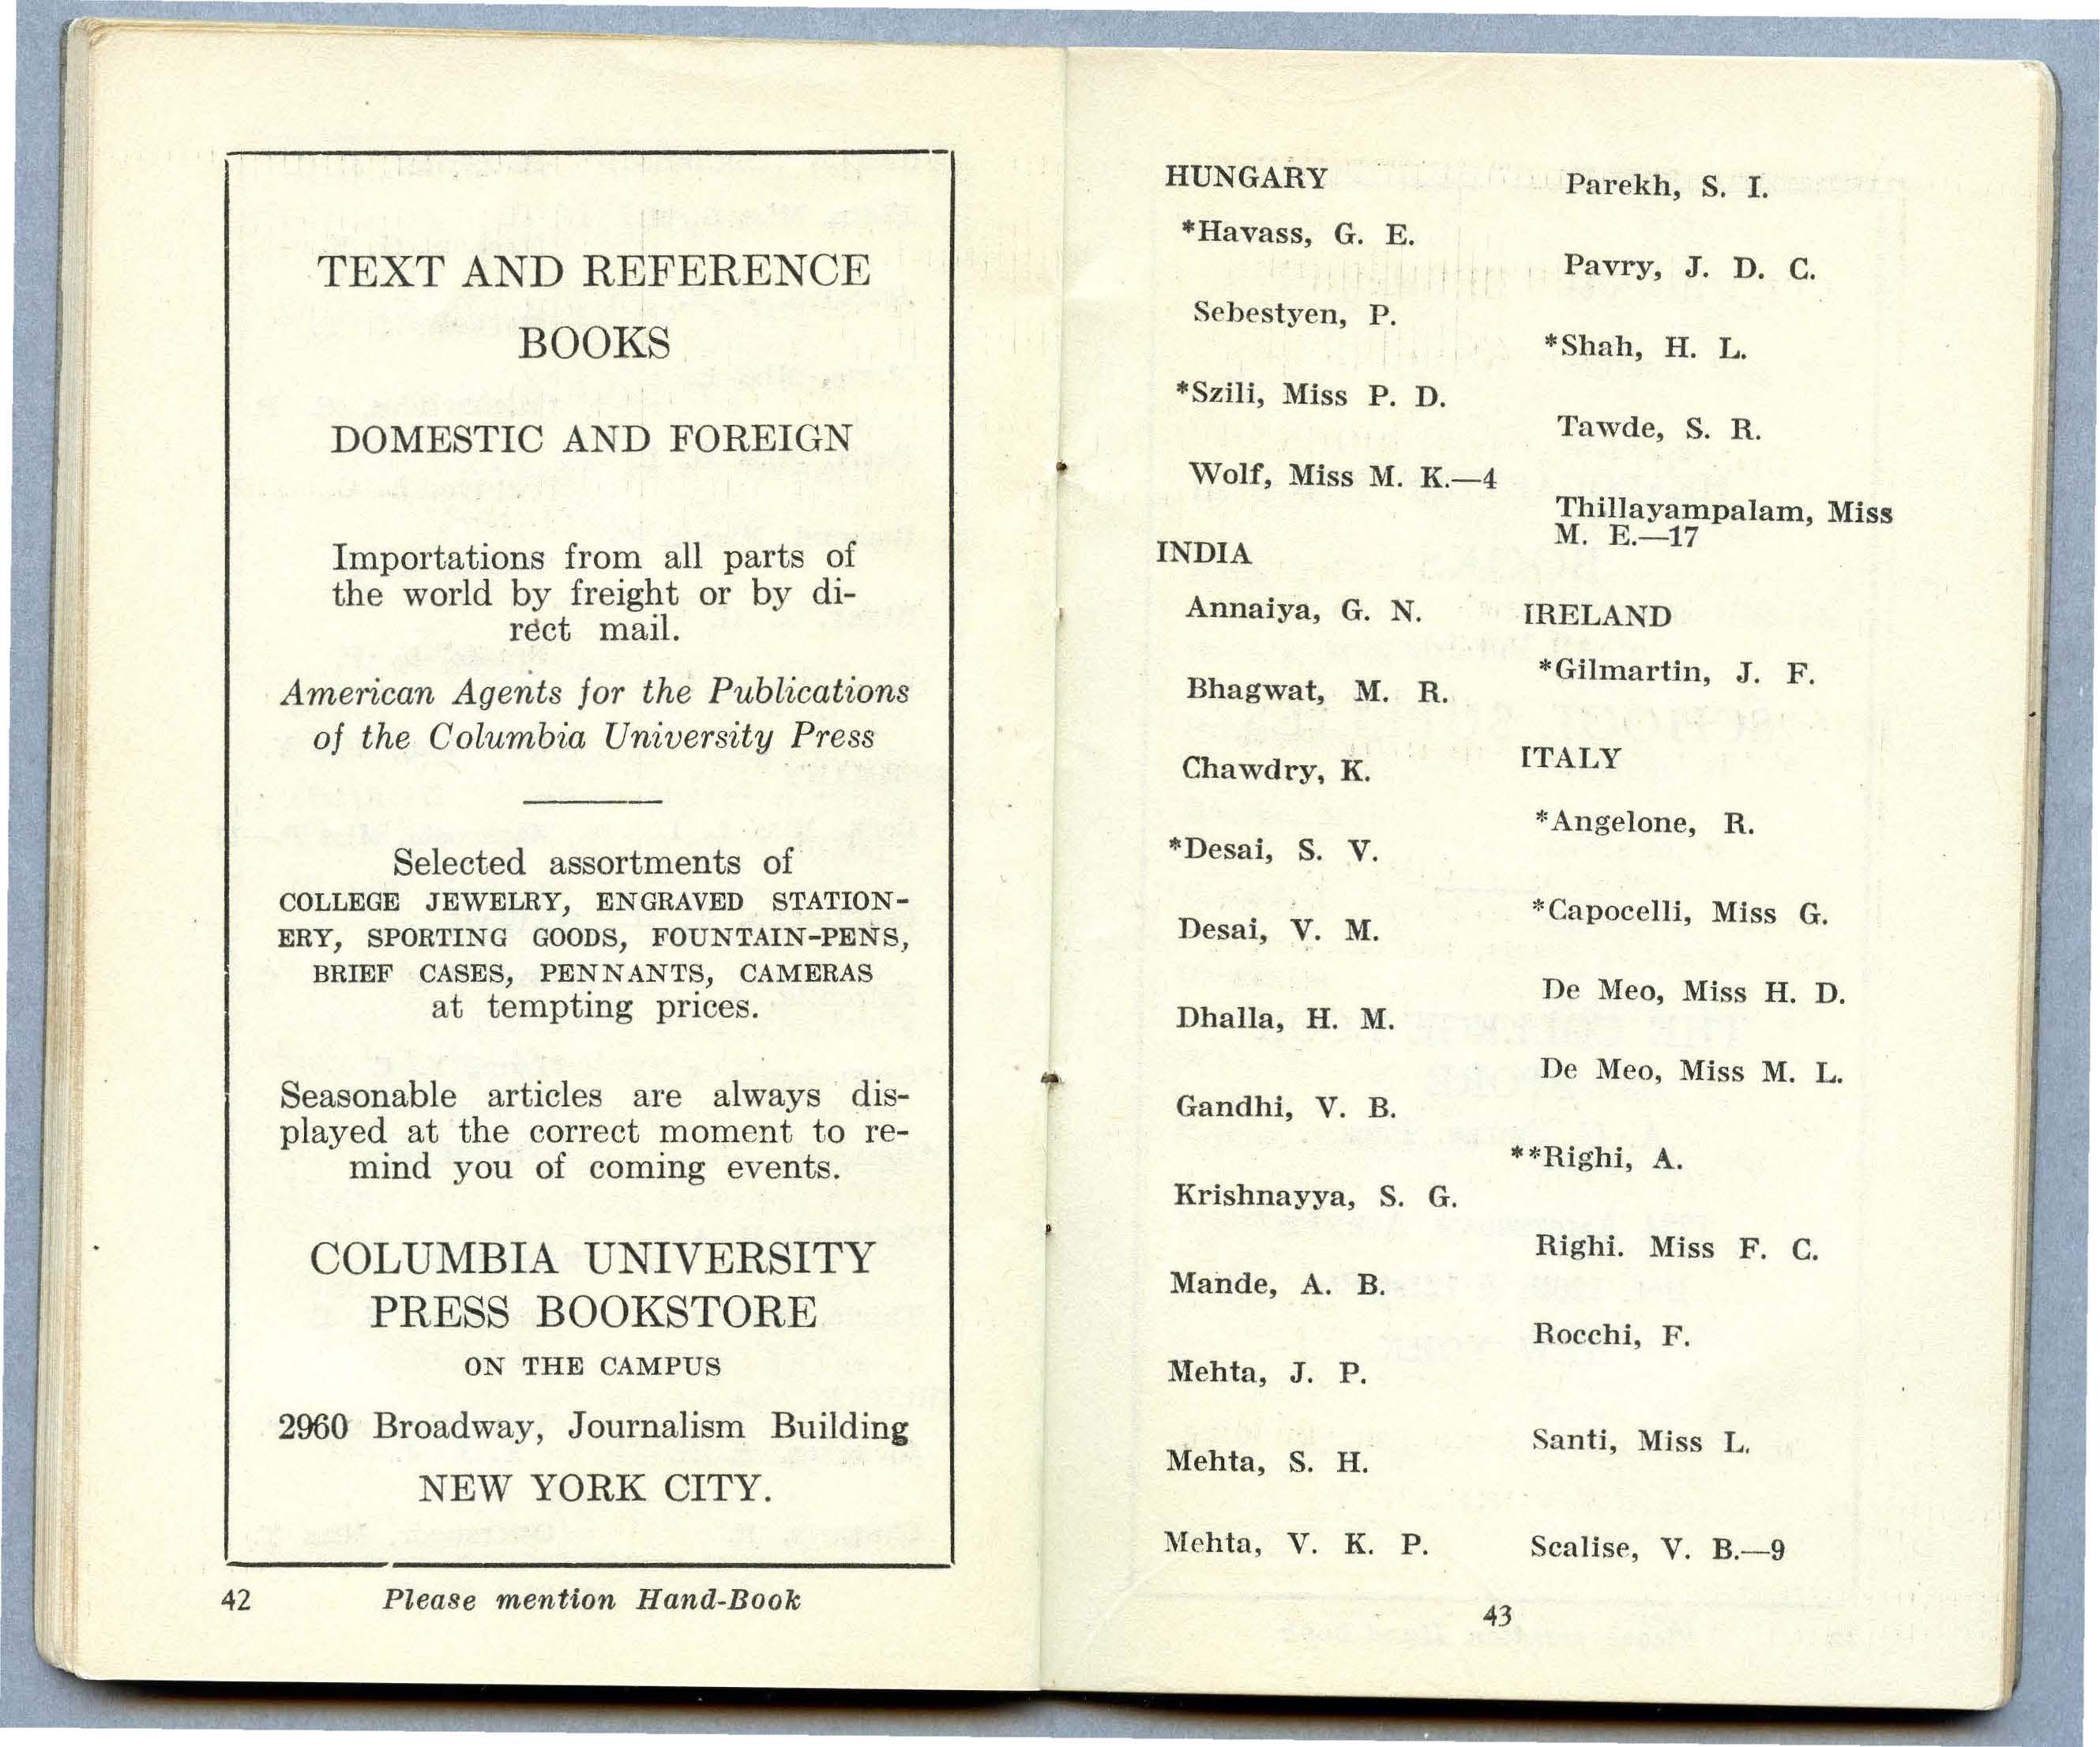 TEXT AND REFERENCE
BOOKS
DOMESTIC AND FOREIGN
Importations from all parts of
the world by freight or by di-
rect mail.
American Agents for the Publications
of the Columbia University Press
Selected assortments of
COLLEGE JEWELRY, ENGRAVED STATION-
ERY, SPORTING GOODS, FOUNTAIN-PENS,
BRIEF CASES, PENNANTS, CAMERAS
at tempting prices.
Seasonable articles are always dis-
played at the correct moment to re-
mind you of coming events.
COLUMBIA UNIVERSITY
PRESS BOOKSTORE
ON THE CAMPUS
2960 Broadway, Journalism Building
NEW YORK CITY.
42 Please mention Hand-Book
HUNGARY
*Havass, G. E.
Sebestyen, P.
*Szili, Miss P. D.
Wolf, Miss M. K.—4
INDIA
Annaiya, G. N.
Bhagwat, M. R.
Chawdry, K.
*Desai, S. V.
Desai, V. M.
Dhalla, H. M.
Gandhi, V. B.
Krishnayya, S. G.
Mande, A. B.
Mehta, J. P.
Mehta, S. H.
Mehta, V. K. P.
Parekh, S. I.
Pavry, J. D. C.
*Shah, H. L.
Tawde, S. R.
Thillayampalam, Miss
M. E.—17
IRELAND
*Gilmartin, J. F.
ITALY
*Angelone, R.
*Capocelli, Miss G.
De Meo, Miss H. D.
De Meo, Miss M. L.
**Righi, A.
Righi. Miss F. C.
Rocchi, F.
Santi, Miss L.
Scalise, V. B.—9
43